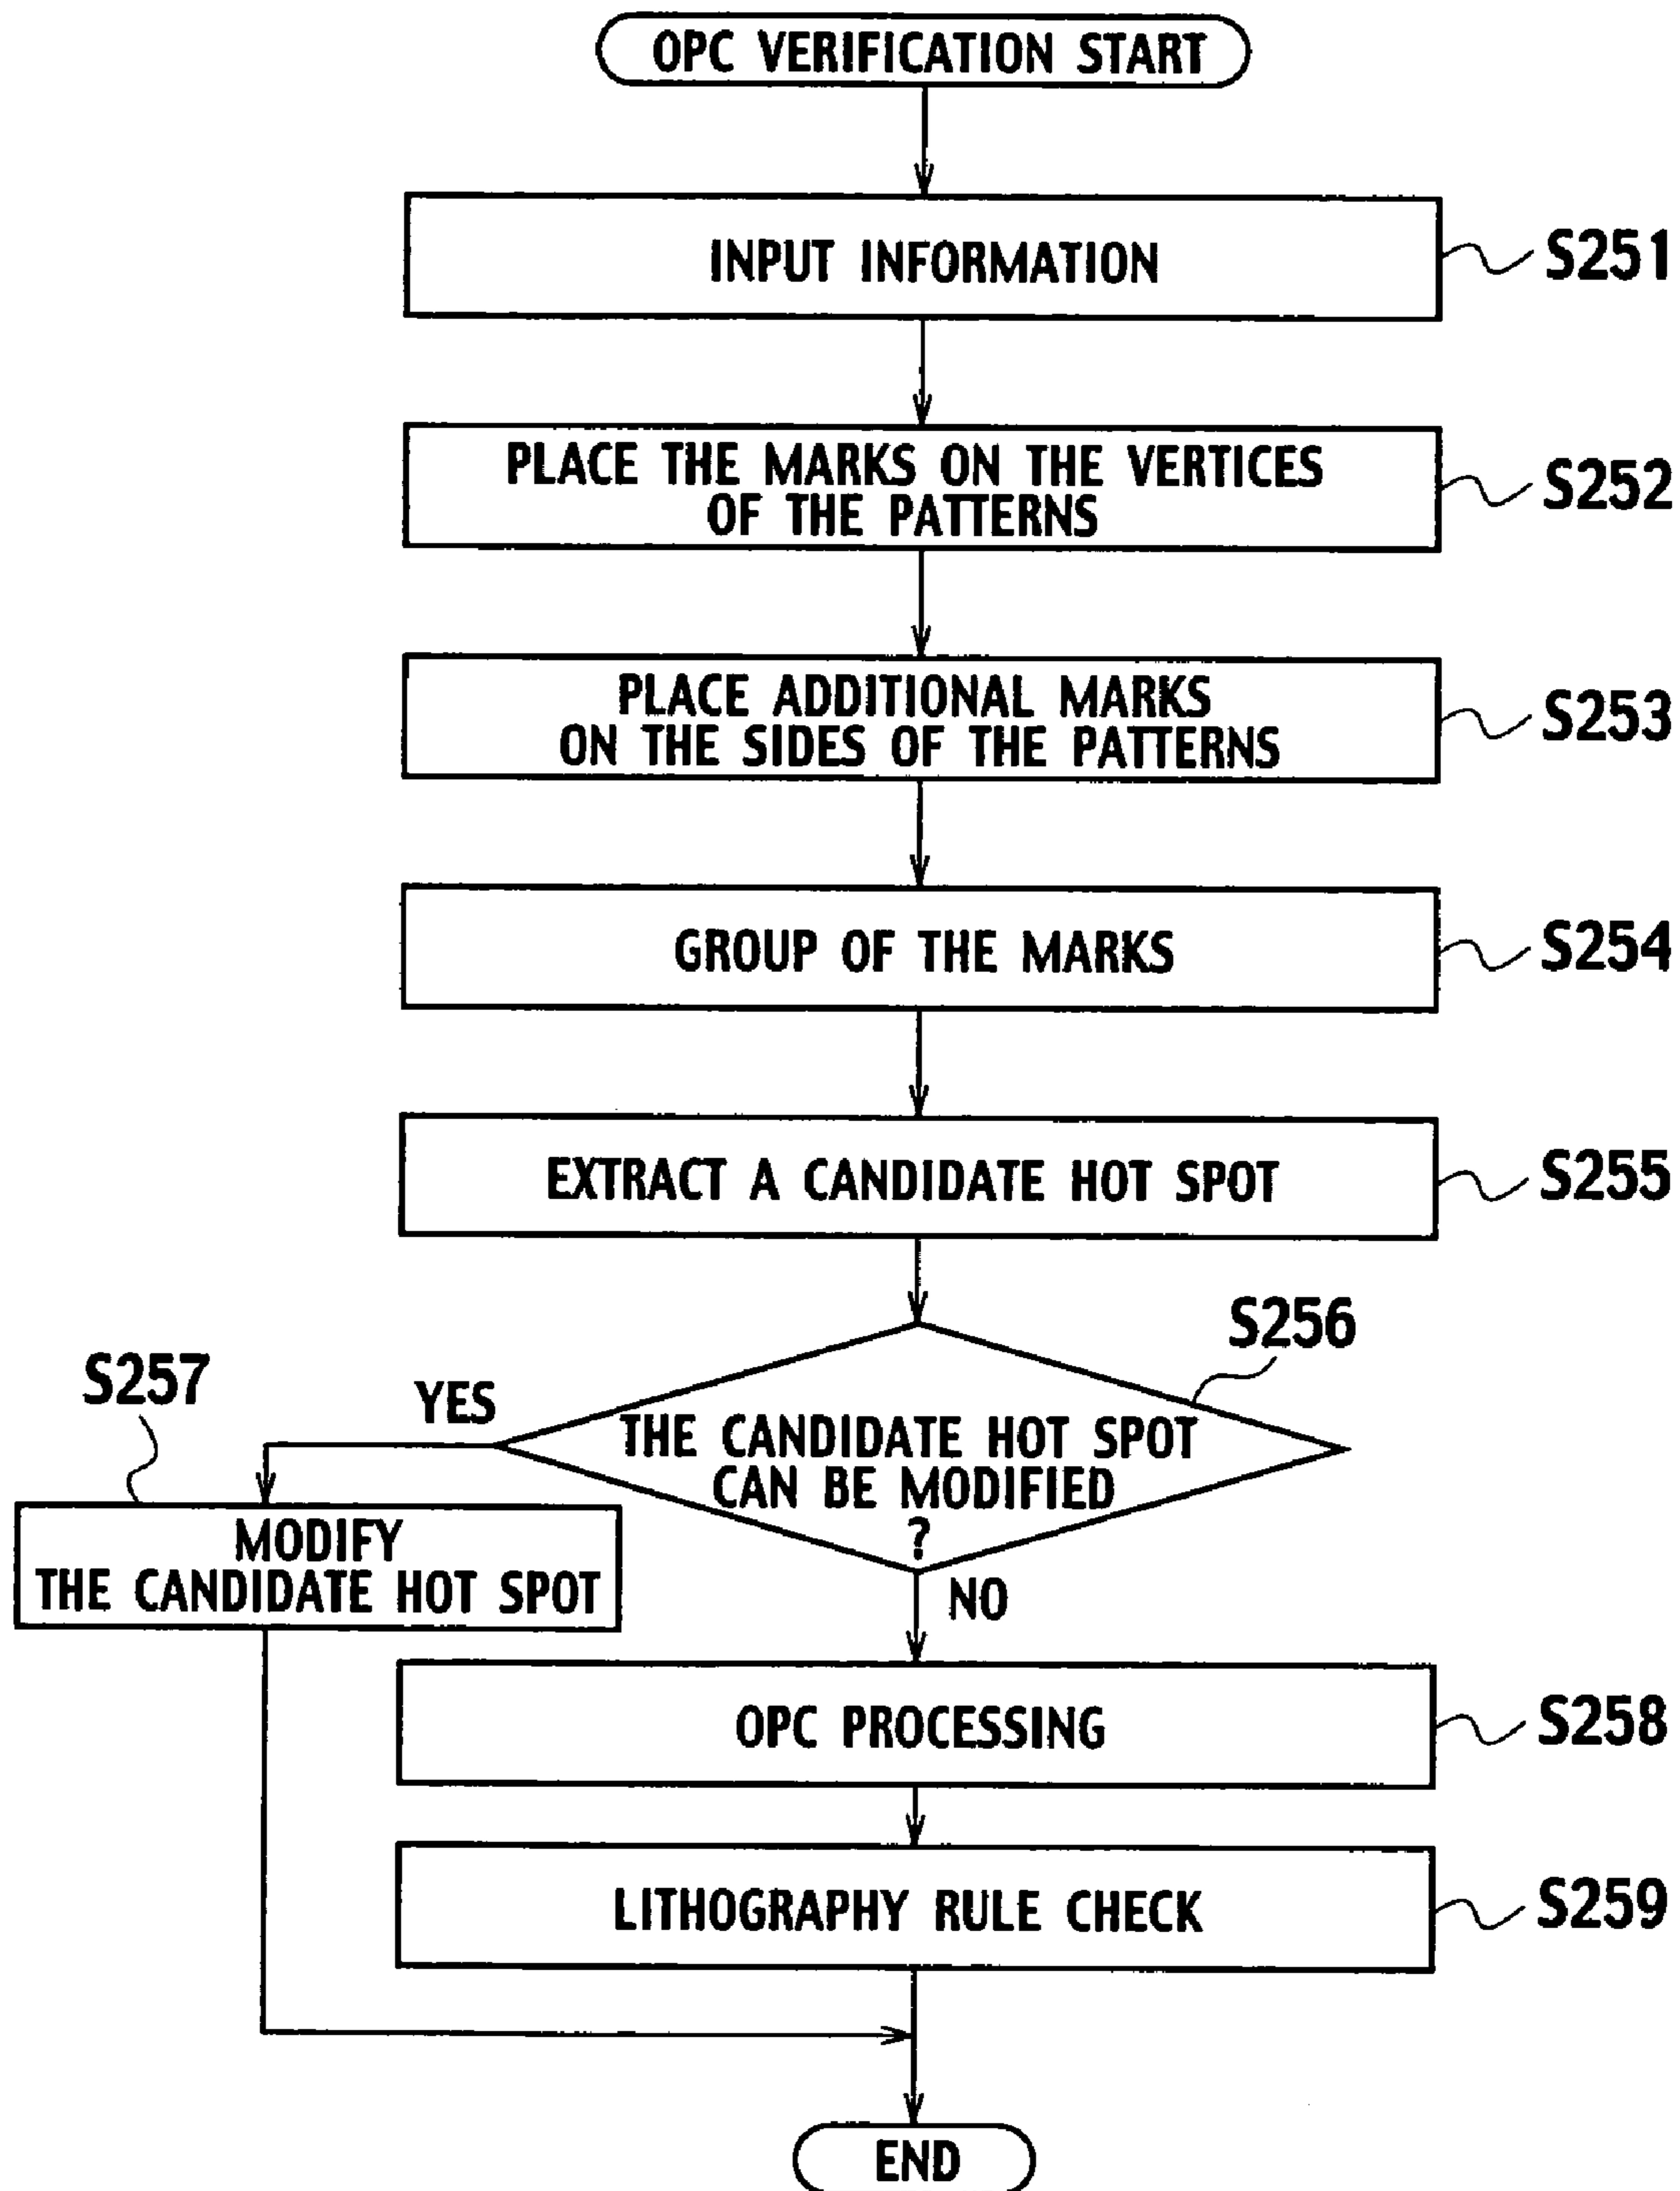 OPC VERIFICATION START
INPUT INFORMATION
S251
PLACE THE MARKS ON THE VERTICES
OF THE PATTERNS
S252
PLACE ADDITIONAL MARKS
ON THE SIDES OF THE PATTERNS
S253
GROUP OF THE MARKS
S254
EXTRACT A CANDIDATE HOT SPOT
S255
S256
THE CANDIDATE HOT SPOT
CAN BE MODIFIED
?
YES
S257
MODIFY
THE CANDIDATE HOT SPOT
NO
OPC PROCESSING
S258
LITHOGRAPHY RULE CHECK
S259
END